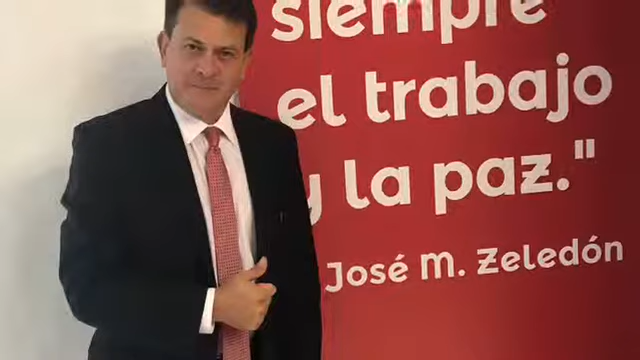 siempre
el trabajo
y la paz."
José M. Zeledón